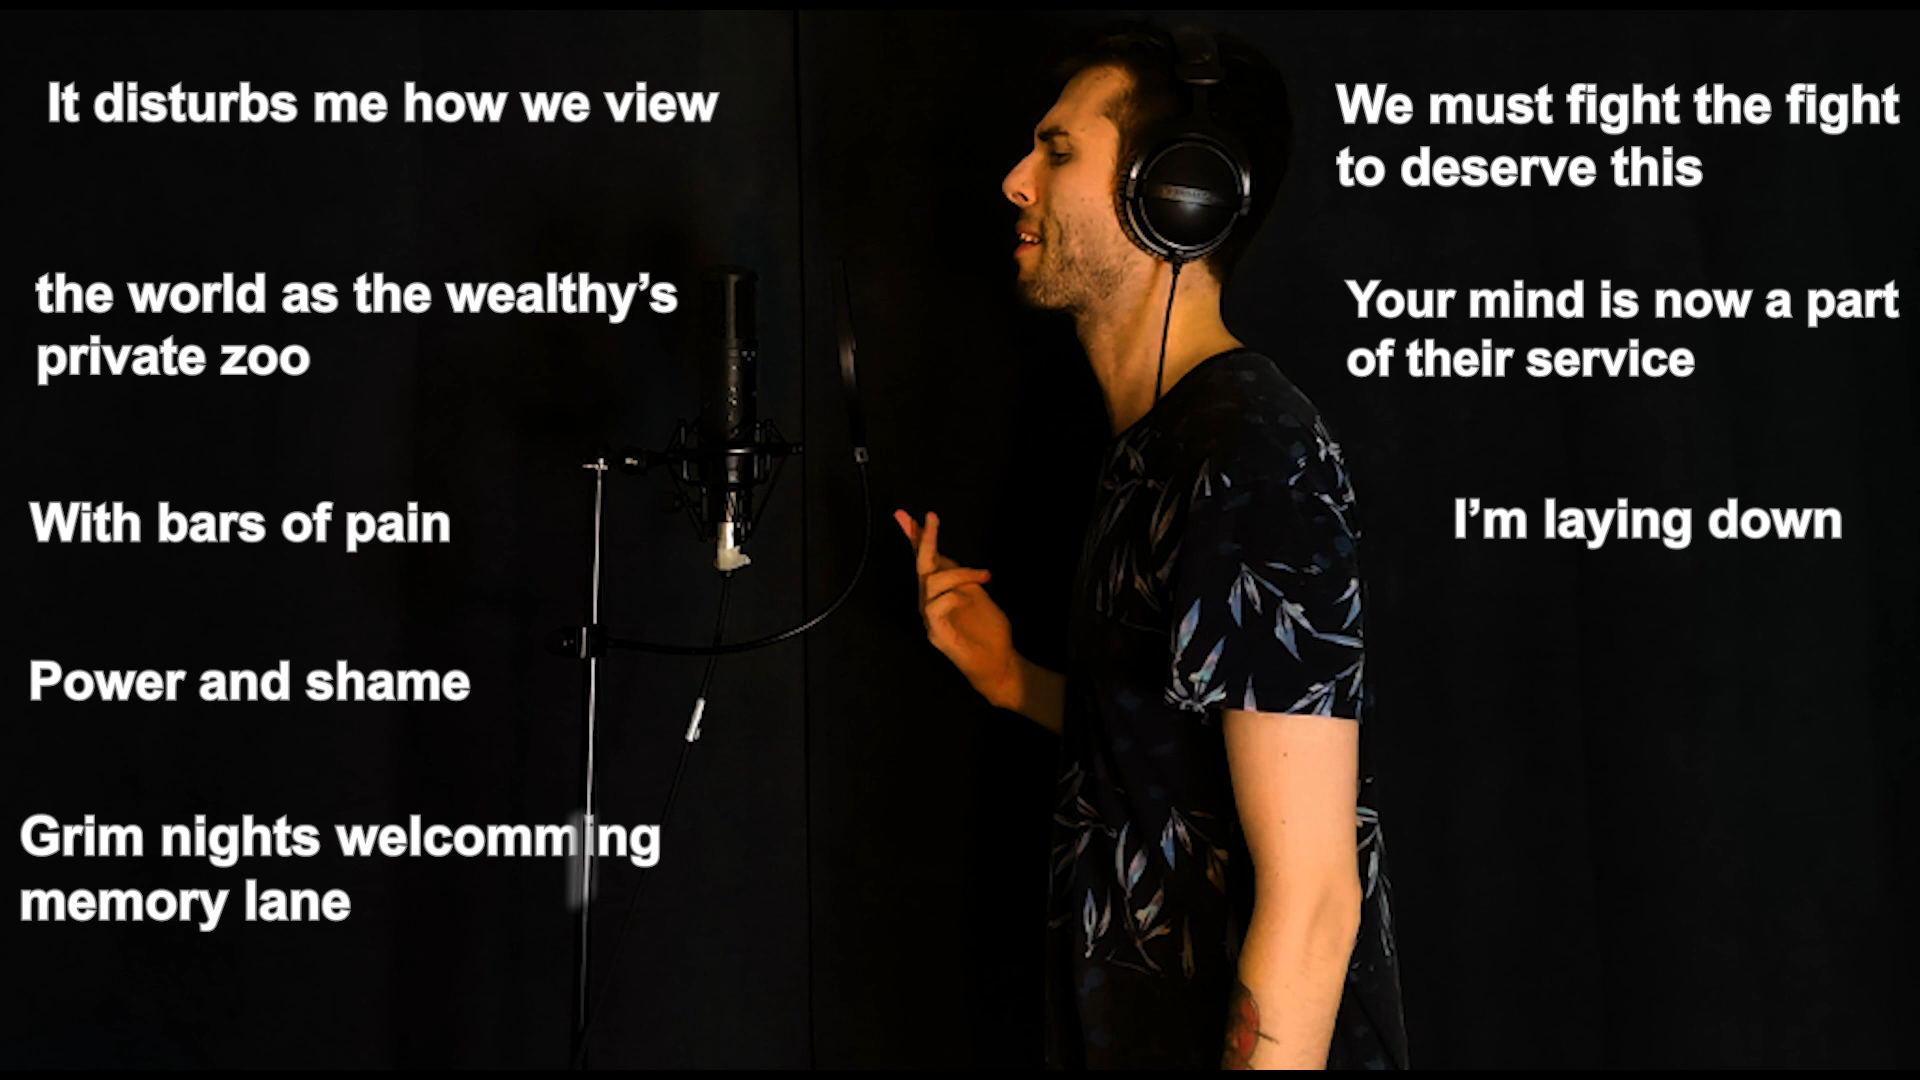 It disturbs me how we view
the world as the wealthy’s
private zoo
With bars of pain
Power and shame
Grim nights welcomming
memory lane
We must fight the fight
to deserve this
Your mind is now a part
of their service
I’m laying down